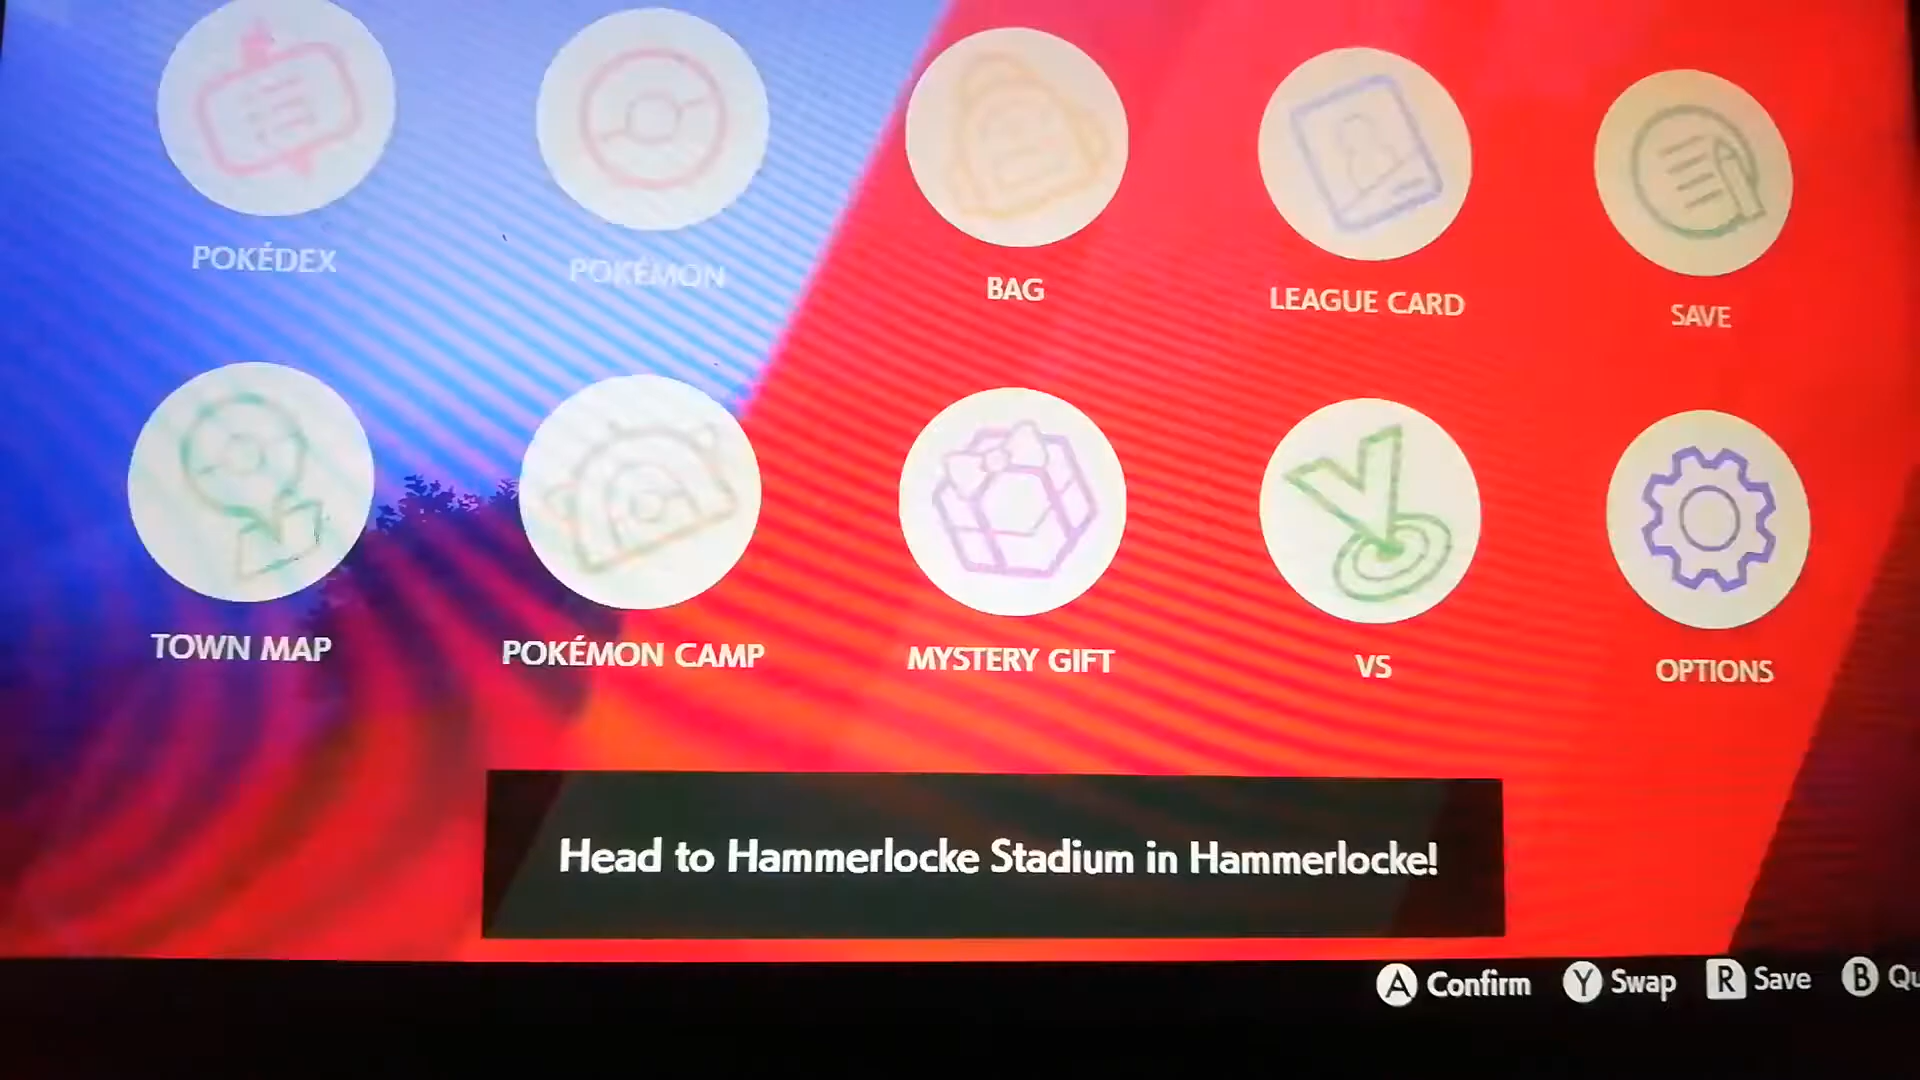 POKÉDEX
POKÉMON
BAG
LEAGUE CARD
SAVE
TOWN MAP
POKÉMON CAMP
MYSTERY GIFT
VS
OPTIONS
Head to Hammerlocke Stadium in Hammerlocke!
A Confirm Y Swap R Save B Qu